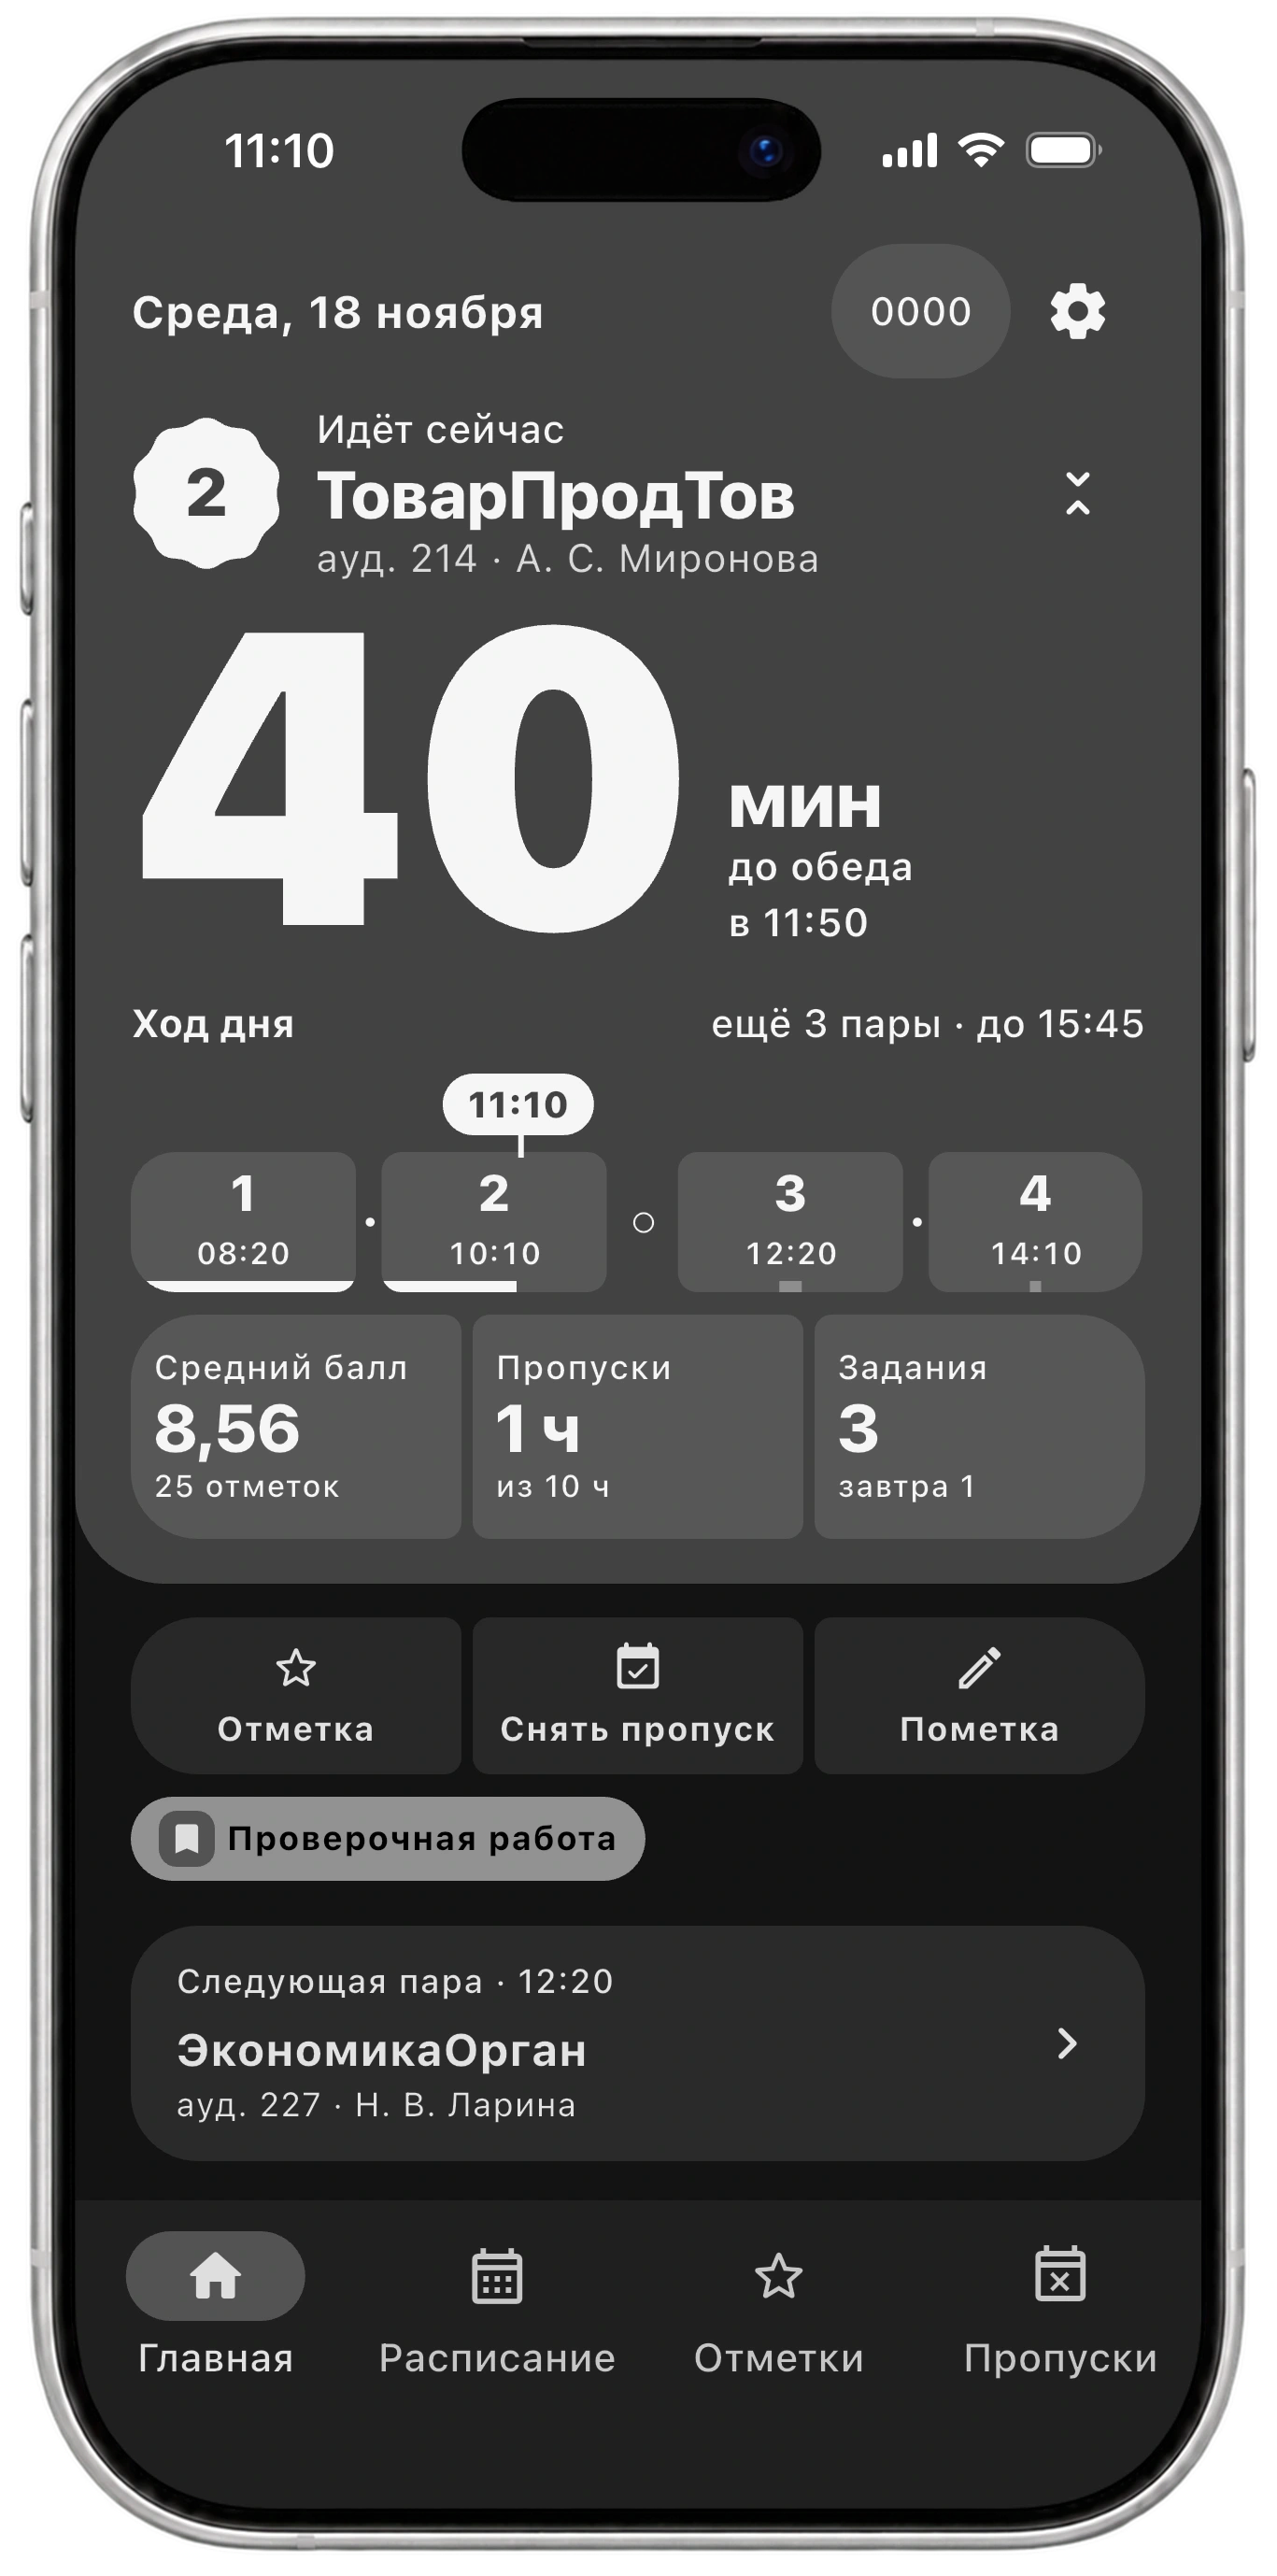 11:10
Среда, 18 ноября
0000
2
Идёт сейчас
ТоварПродТов
ауд. 214 · А. С. Миронова
40
мин
до обеда
в 11:50
Ход дня
ещё 3 пары · до 15:45
11:10
1
08:20
2
10:10
3
12:20
4
14:10
Средний балл
8,56
25 отметок
Пропуски
1 ч
из 10 ч
Задания
3
завтра 1
Отметка
Снять пропуск
Пометка
Проверочная работа
Следующая пара · 12:20
ЭкономикаОрган
ауд. 227 · Н. В. Ларина
Главная
Расписание
Отметки
Пропуски